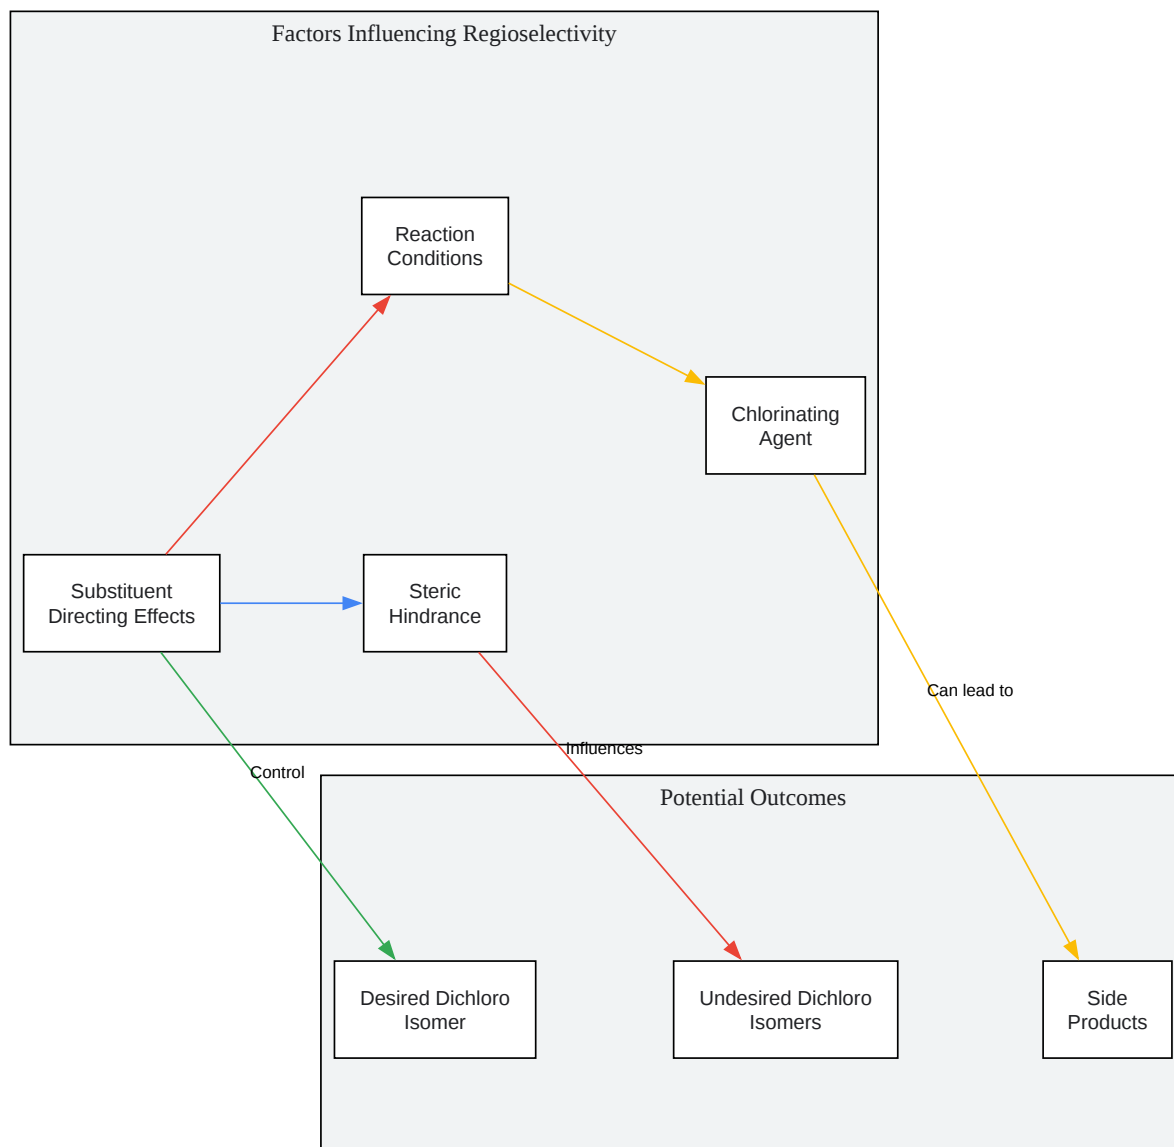 Factors Influencing Regioselectivity
Reaction
Conditions
Chlorinating
Agent
Substituent
Directing Effects
Steric
Hindrance
Can lead to
Influences
Control
Potential Outcomes
Desired Dichloro
Isomer
Undesired Dichloro
Isomers
Side
Products